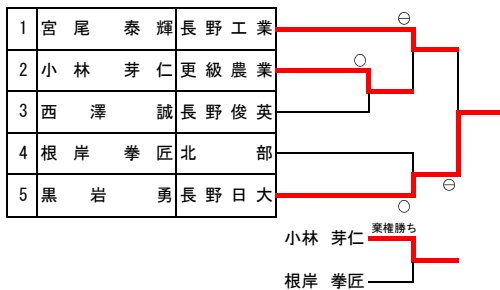 1 宮尾 泰輝 長野工業
2 小林 芽仁 更級農業
3 西澤 誠 長野俊英
4 根岸 拳匠 北部
5 黒岩 勇 長野日大
小林 芽仁 棄権勝ち
根岸 拳匠